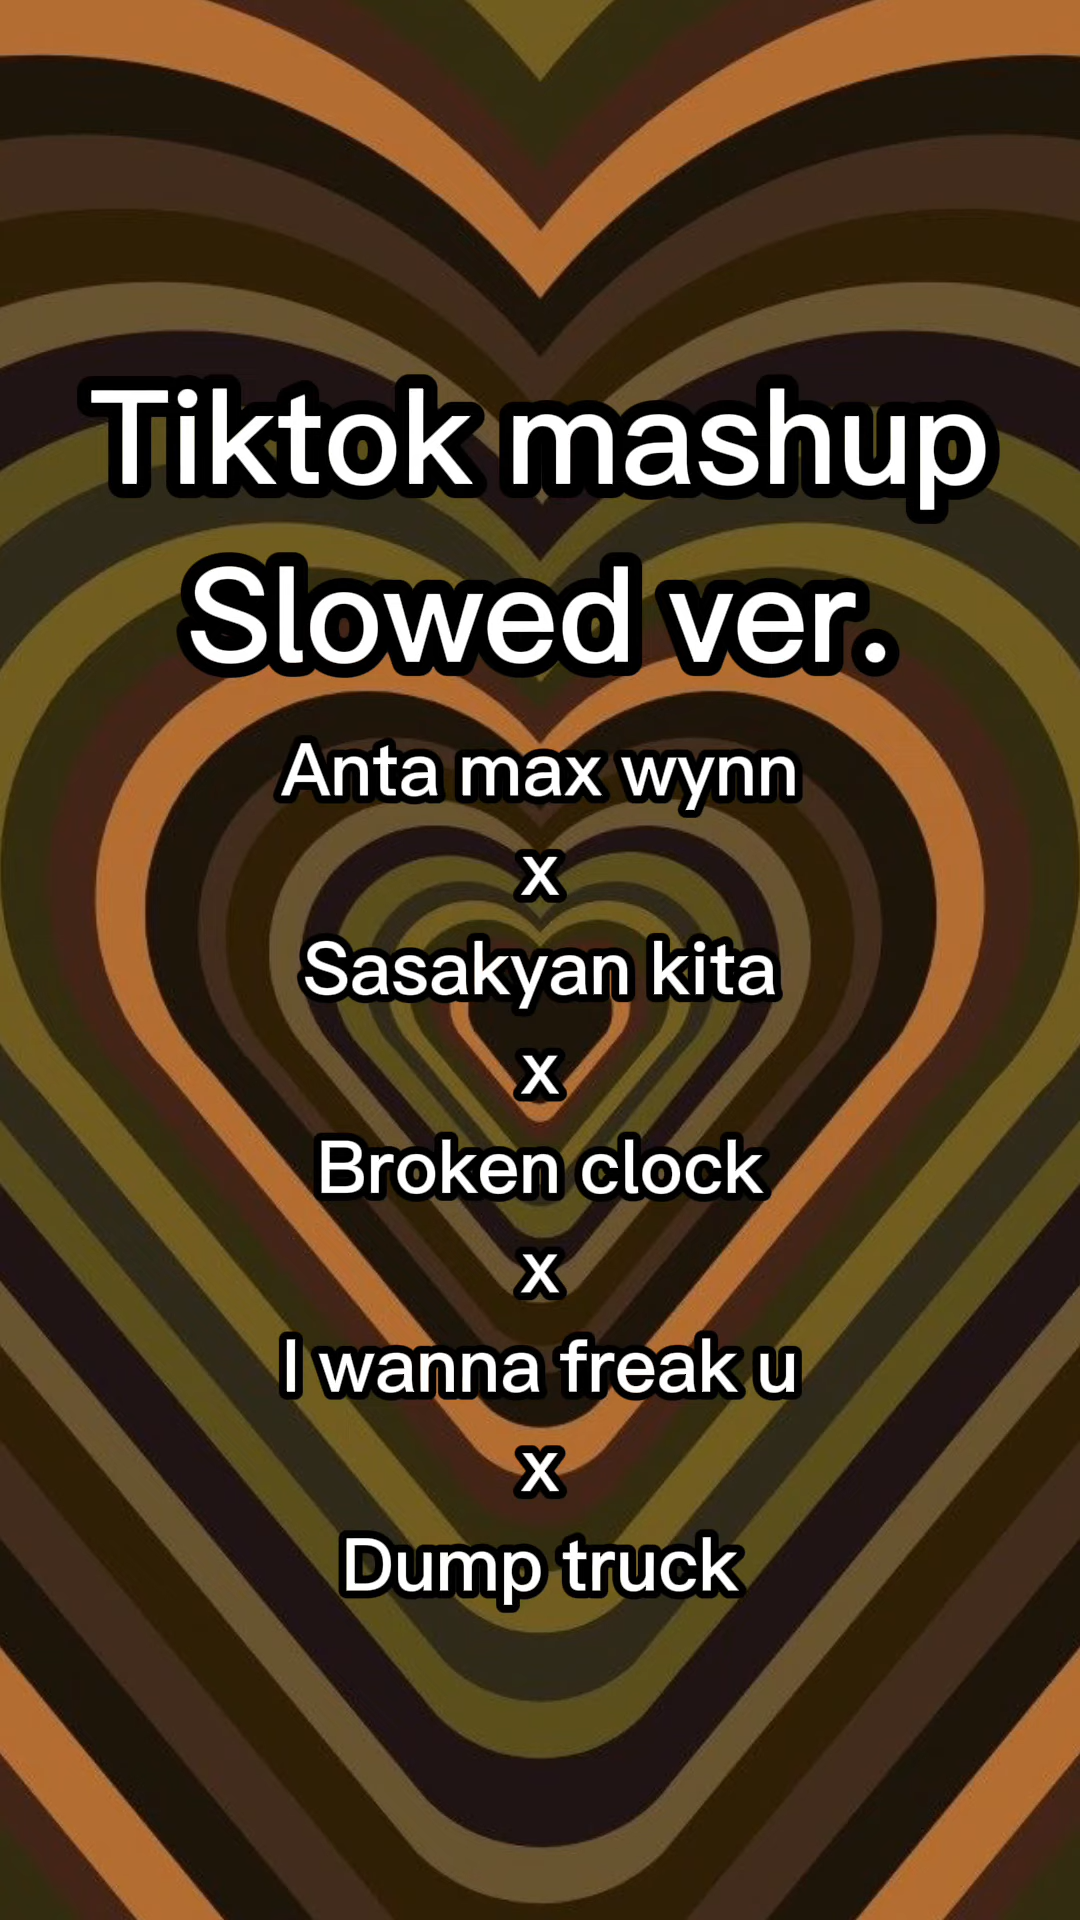 Tiktok mashup
Slowed ver.
Anta max wynn
x
Sasakyan kita
x
Broken clock
x
I wanna freak u
x
Dump truck